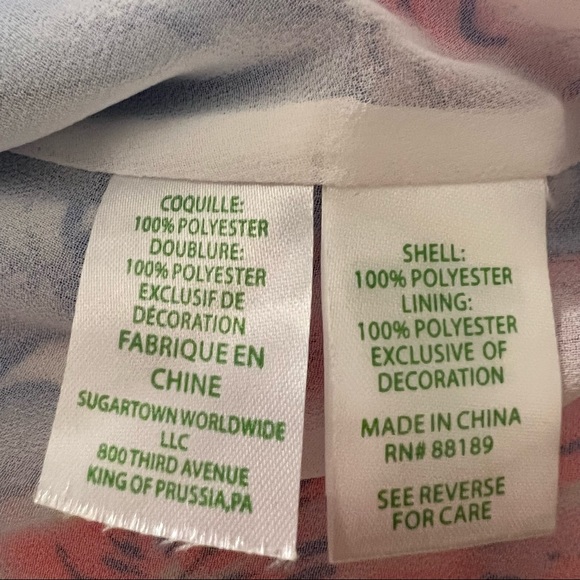 COQUILLE:
100% POLYESTER
DOUBLURE:
100% POLYESTER
EXCLUSIF DE
DÉCORATION
FABRIQUE EN
CHINE
SUGARTOWN WORLDWIDE
LLC
800 THIRD AVENUE
KING OF PRUSSIA,PA
SHELL:
100% POLYESTER
LINING:
100% POLYESTER
EXCLUSIVE OF
DECORATION
MADE IN CHINA
RN# 88189
SEE REVERSE
FOR CARE